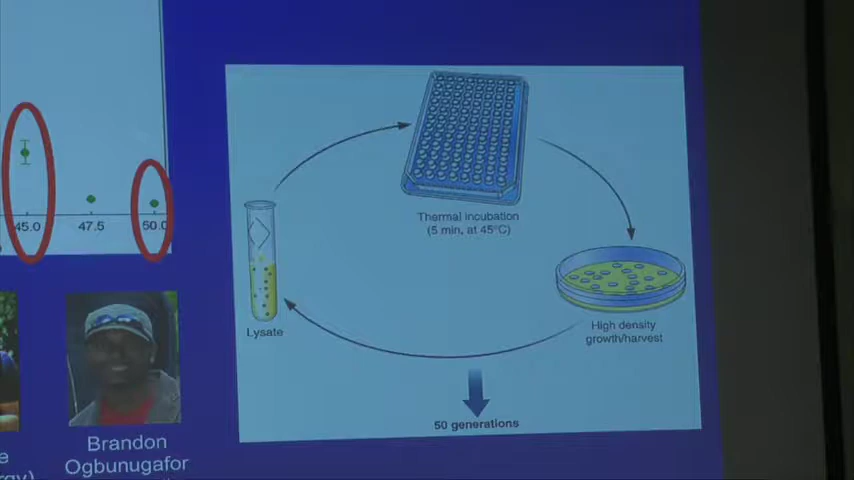 45.0
47.5
50.0
Thermal incubation
(5 min, at 45°C)
Lysate
High density
growth/harvest
50 generations
Brandon
Ogbunugafor